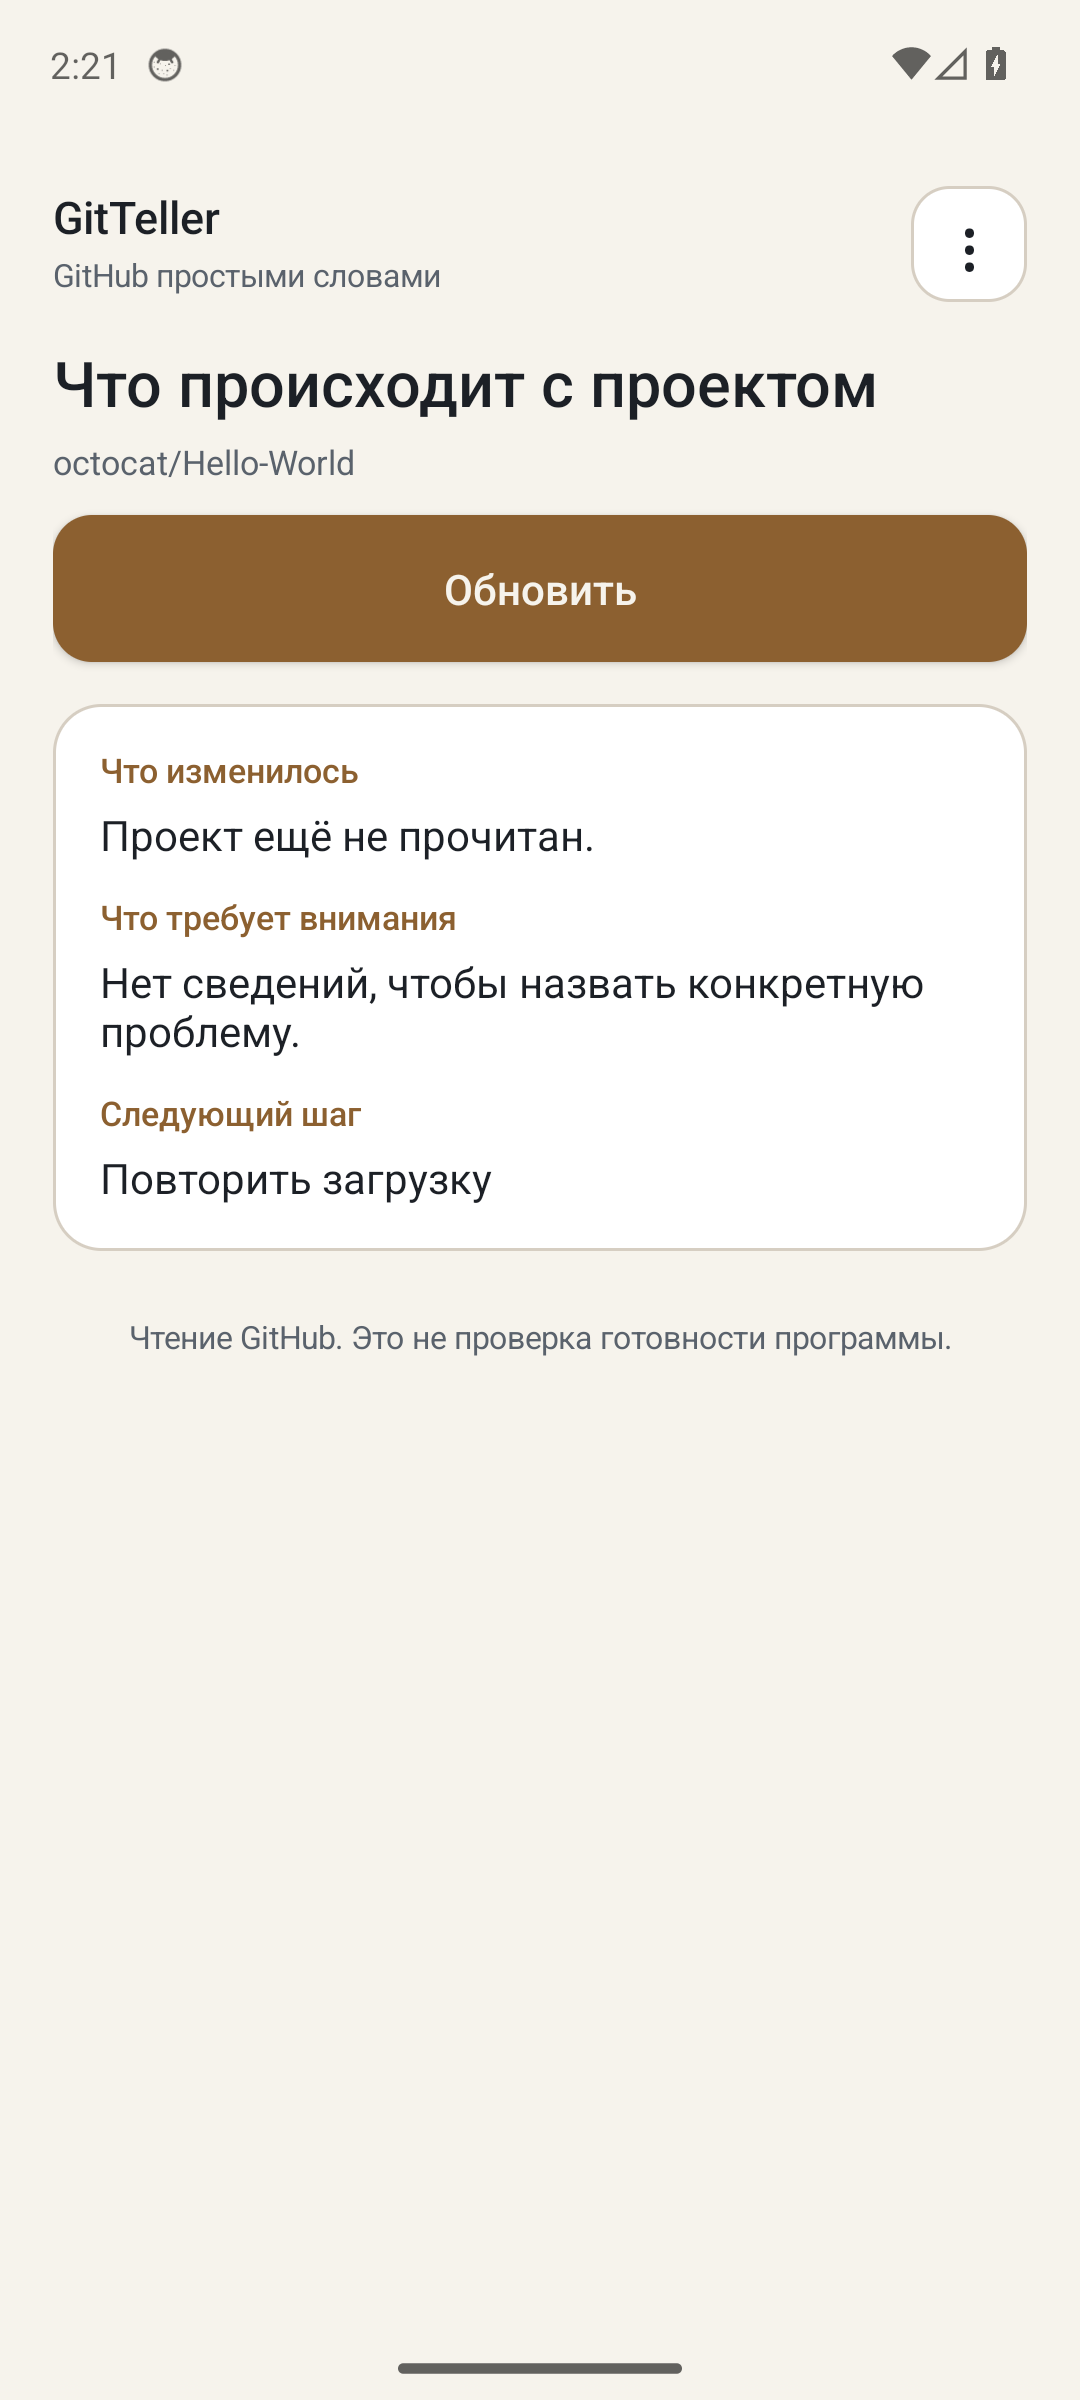 2:21
GitTeller
GitHub простыми словами
Что происходит с проектом
octocat/Hello-World
Обновить
Что изменилось
Проект ещё не прочитан.
Что требует внимания
Нет сведений, чтобы назвать конкретную
проблему.
Следующий шаг
Повторить загрузку
Чтение GitHub. Это не проверка готовности программы.